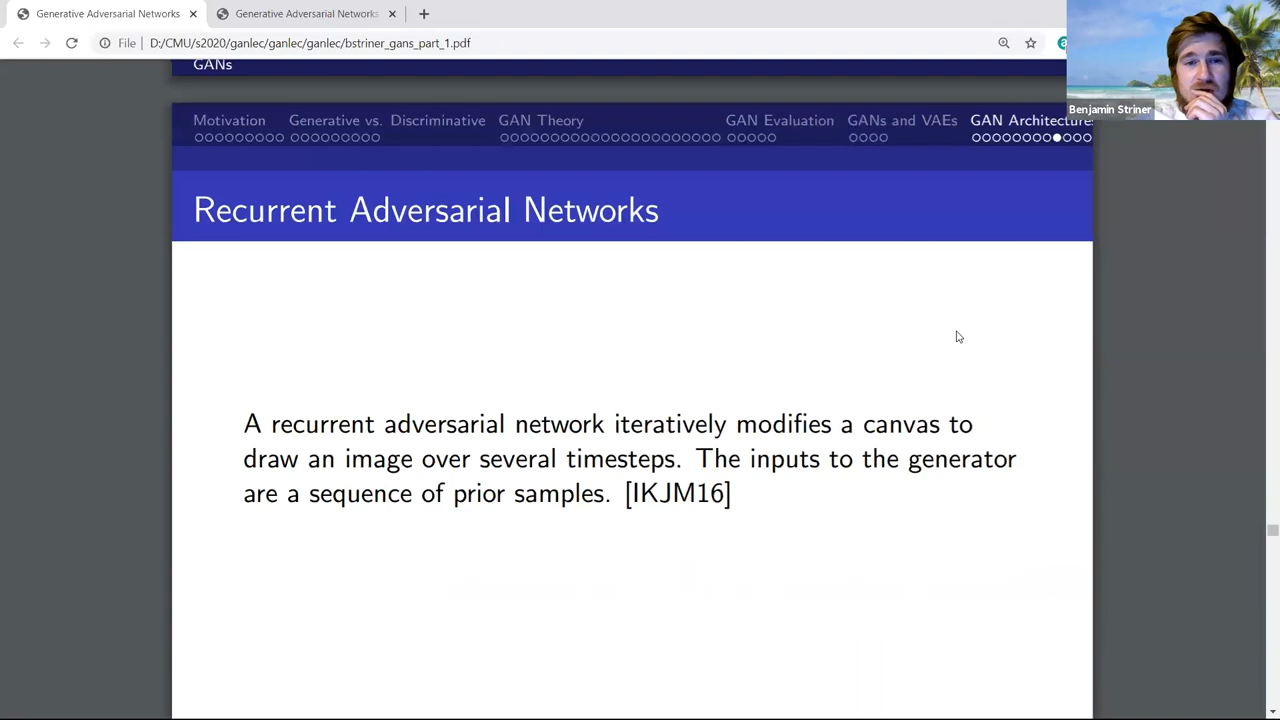 Generative Adversarial Networks
Generative Adversarial Networks
File D:/CMU/s2020/ganlec/ganlec/ganlec/bstriner_gans_part_1.pdf
Benjamin Striner
GANs
Motivation Generative vs. Discriminative GAN Theory GAN Evaluation GANs and VAEs GAN Architectures
Recurrent Adversarial Networks
A recurrent adversarial network iteratively modifies a canvas to
draw an image over several timesteps. The inputs to the generator
are a sequence of prior samples. [IKJM16]